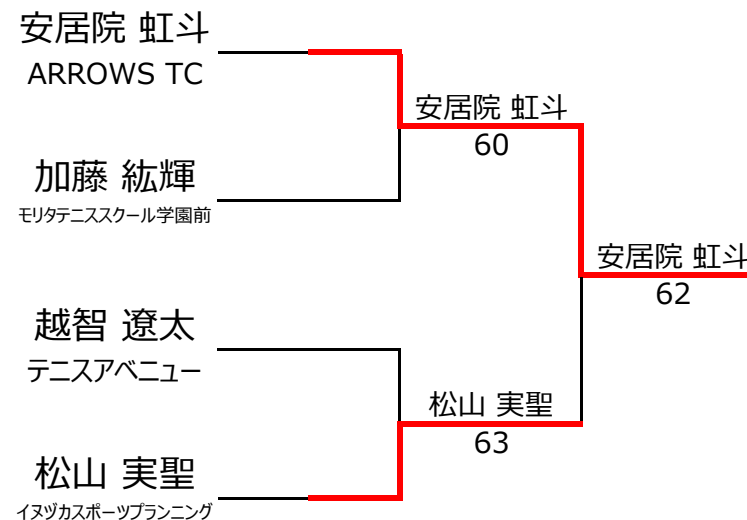 安居院 虹斗
ARROWS TC
加藤 紘輝
モリタテニススクール学園前
越智 遼太
テニスアベニュー
松山 実聖
イヌヅカスポーツプランニング
安居院 虹斗
60
松山 実聖
63
安居院 虹斗
62